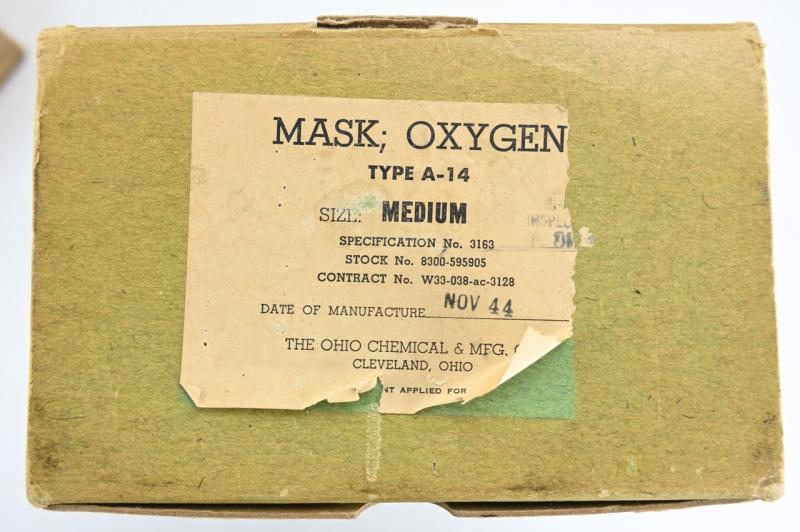 MASK; OXYGEN
TYPE A-14
SIZE: MEDIUM
SPECIFICATION No. 3163
STOCK No. 8300-595905
CONTRACT No. W33-038-ac-3128
DATE OF MANUFACTURE NOV 44
THE OHIO CHEMICAL & MFG.
CLEVELAND, OHIO
APPLIED FOR